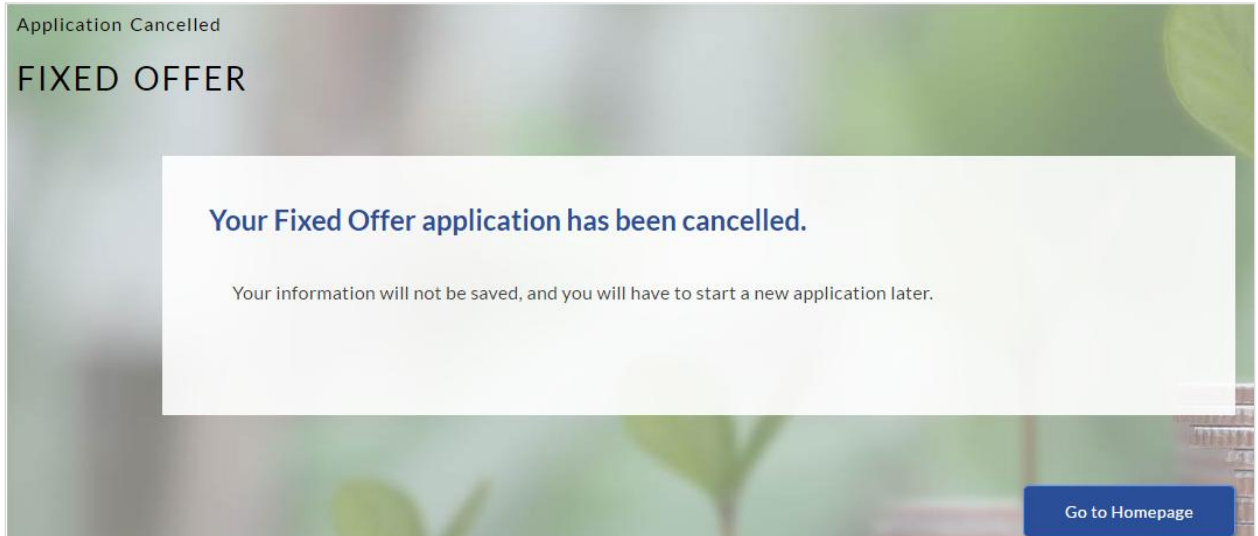 Application Cancelled
FIXED OFFER
Your Fixed Offer application has been cancelled.
Your information will not be saved, and you will have to start a new application later.
Go to Homepage